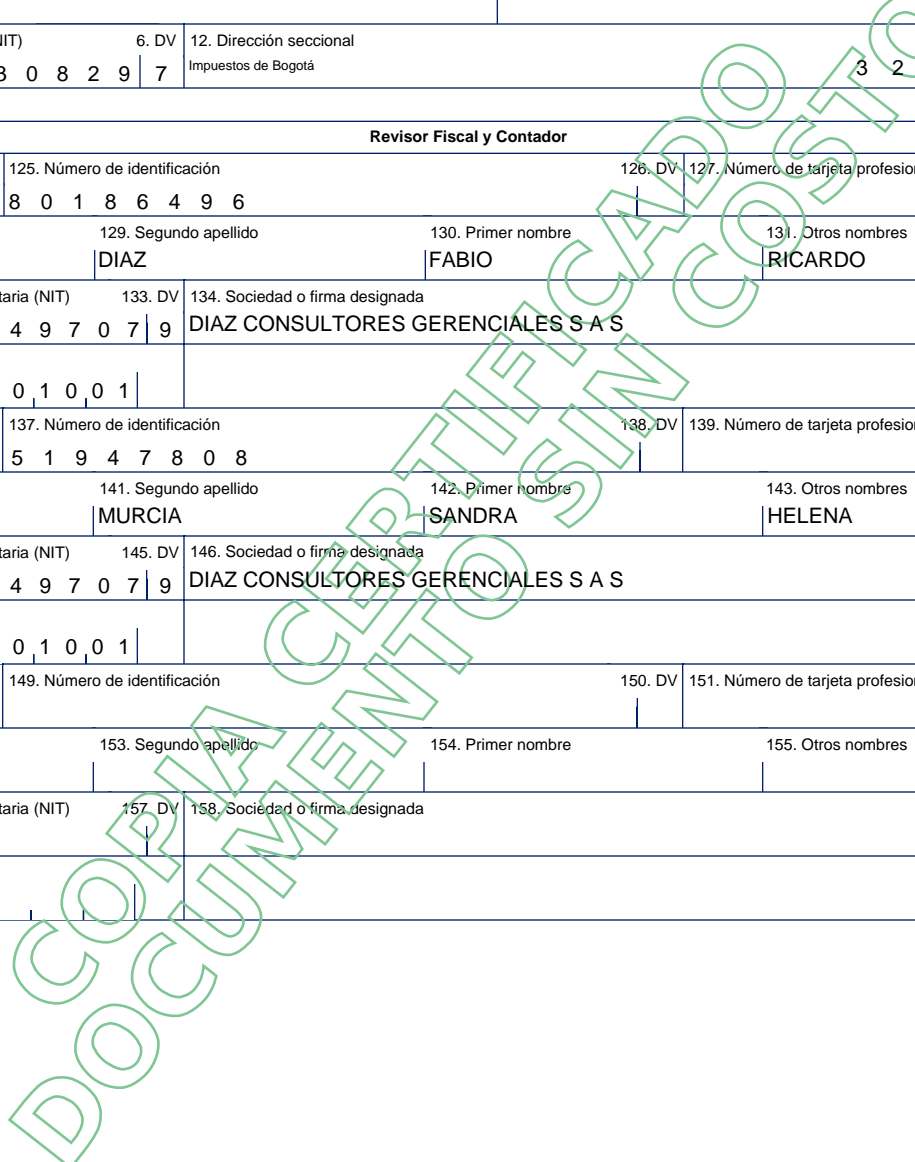 IIT) 6. DV 12. Dirección seccional
3 0 8 2 9 7 Impuestos de Bogotá 3 2
Revisor Fiscal y Contador
125. Número de identificación 126. DV 127. Número de tarjeta profesion
8 0 1 8 6 4 9 6
129. Segundo apellido 130. Primer nombre 131. Otros nombres
DIAZ FABIO RICARDO
taria (NIT) 133. DV 134. Sociedad o firma designada
4 9 7 0 7 9 DIAZ CONSULTORES GERENCIALES S A S
0 1 0 0 1
137. Número de identificación 138. DV 139. Número de tarjeta profesion
5 1 9 4 7 8 0 8
141. Segundo apellido 142. Primer nombre 143. Otros nombres
MURCIA SANDRA HELENA
taria (NIT) 145. DV 146. Sociedad o firma designada
4 9 7 0 7 9 DIAZ CONSULTORES GERENCIALES S A S
0 1 0 0 1
149. Número de identificación 150. DV 151. Número de tarjeta profesion
153. Segundo apellido 154. Primer nombre 155. Otros nombres
taria (NIT) 157. DV 158. Sociedad o firma designada
COPIA CERTIFICADO
DOCUMENTO SIN COSTO